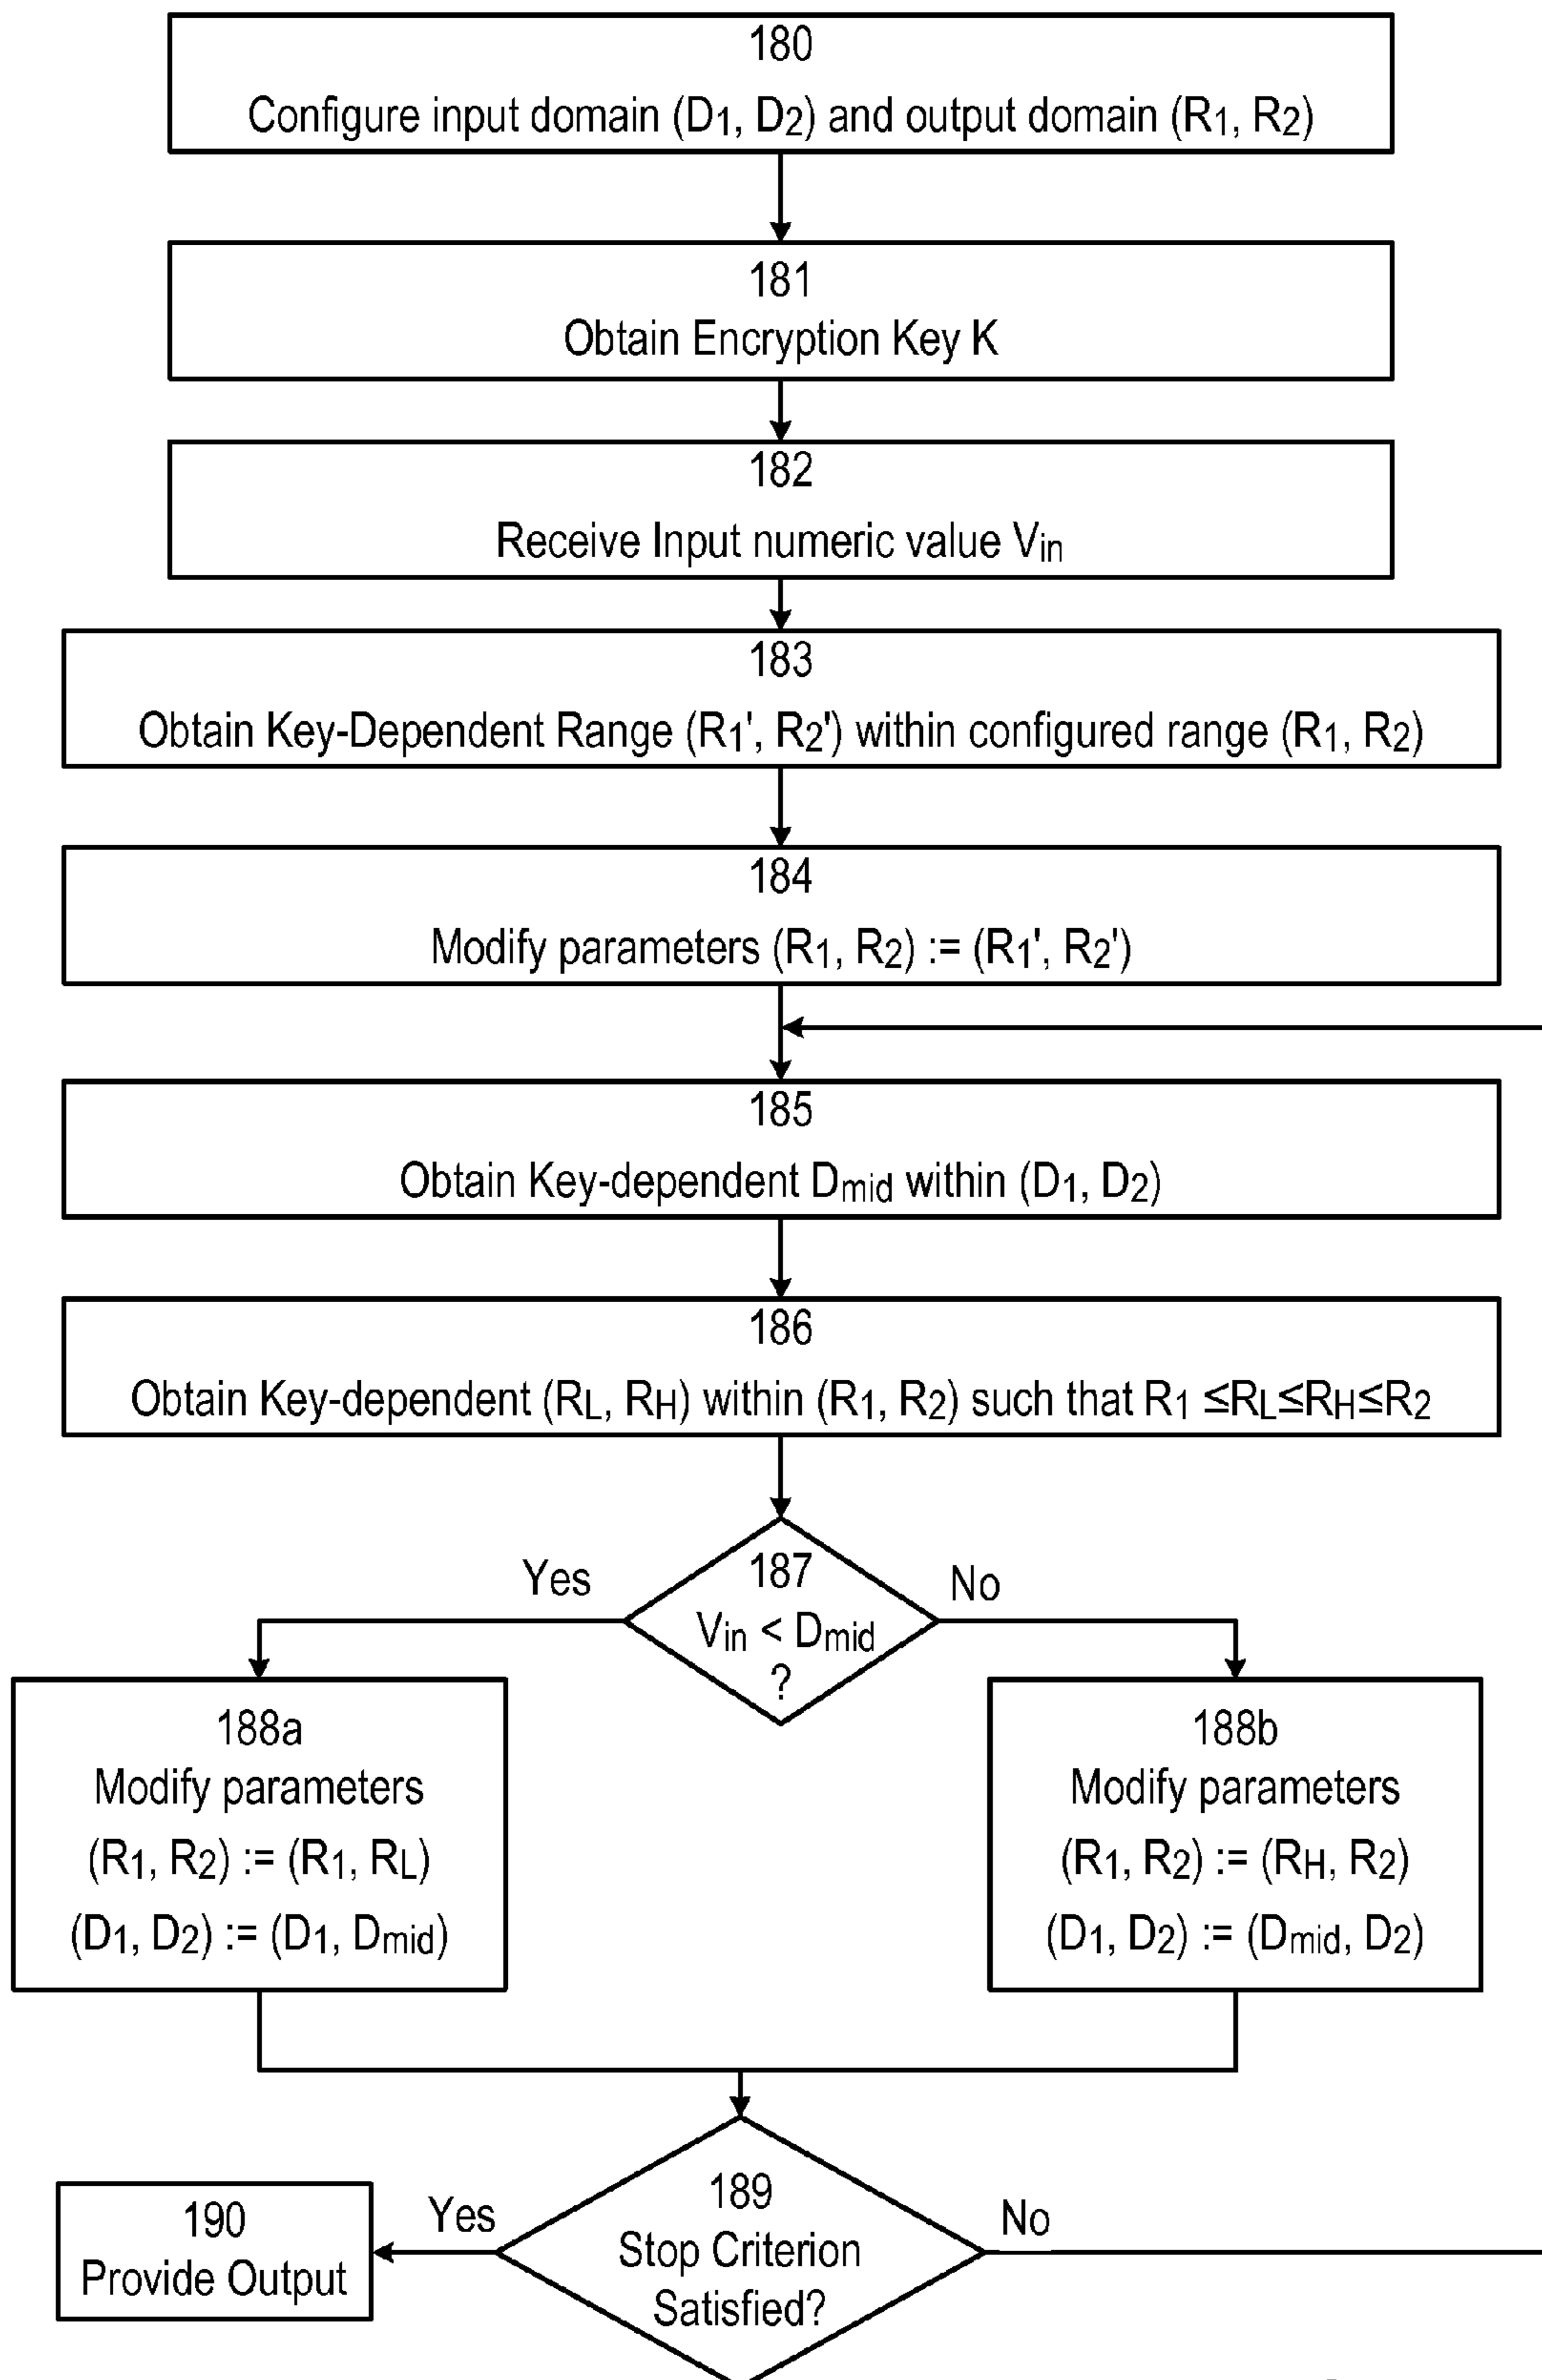 180
Configure input domain (D1, D2) and output domain (R1, R2)
181
Obtain Encryption Key K
182
Receive Input numeric value Vin
183
Obtain Key-Dependent Range (R1', R2') within configured range (R1, R2)
184
Modify parameters (R1, R2) := (R1', R2')
185
Obtain Key-dependent Dmid within (D1, D2)
186
Obtain Key-dependent (RL, RH) within (R1, R2) such that R1 ≤RL≤RH≤R2
Yes
187
No
Vin < Dmid
?
188a
Modify parameters
(R1, R2) := (R1, RL)
(D1, D2) := (D1, Dmid)
188b
Modify parameters
(R1, R2) := (RH, R2)
(D1, D2) := (Dmid, D2)
190
Provide Output
Yes
189
Stop Criterion
Satisfied?
No